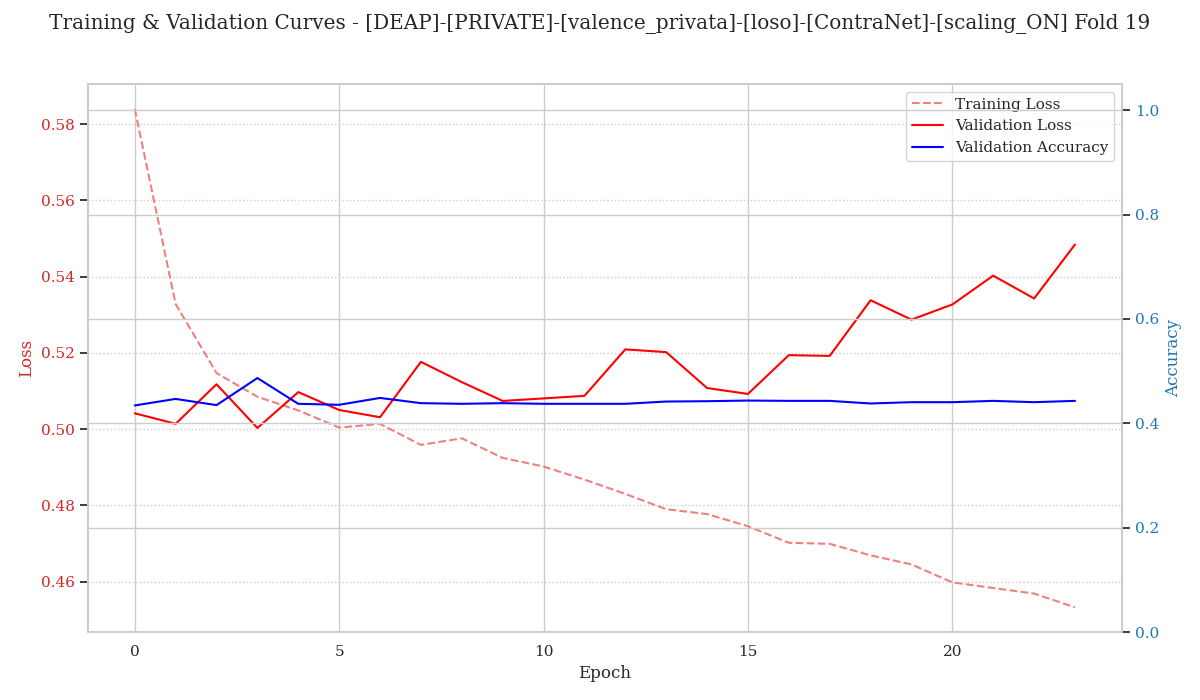 Training & Validation Curves - [DEAP]-[PRIVATE]-[valence_privata]-[loso]-[ContraNet]-[scaling_ON] Fold 19
Training Loss
Validation Loss
Validation Accuracy
0.58
0.56
0.54
0.52
0.50
0.48
0.46
Loss
1.0
0.8
0.6
0.4
0.2
0.0
Accuracy
0
5
10
15
20
Epoch